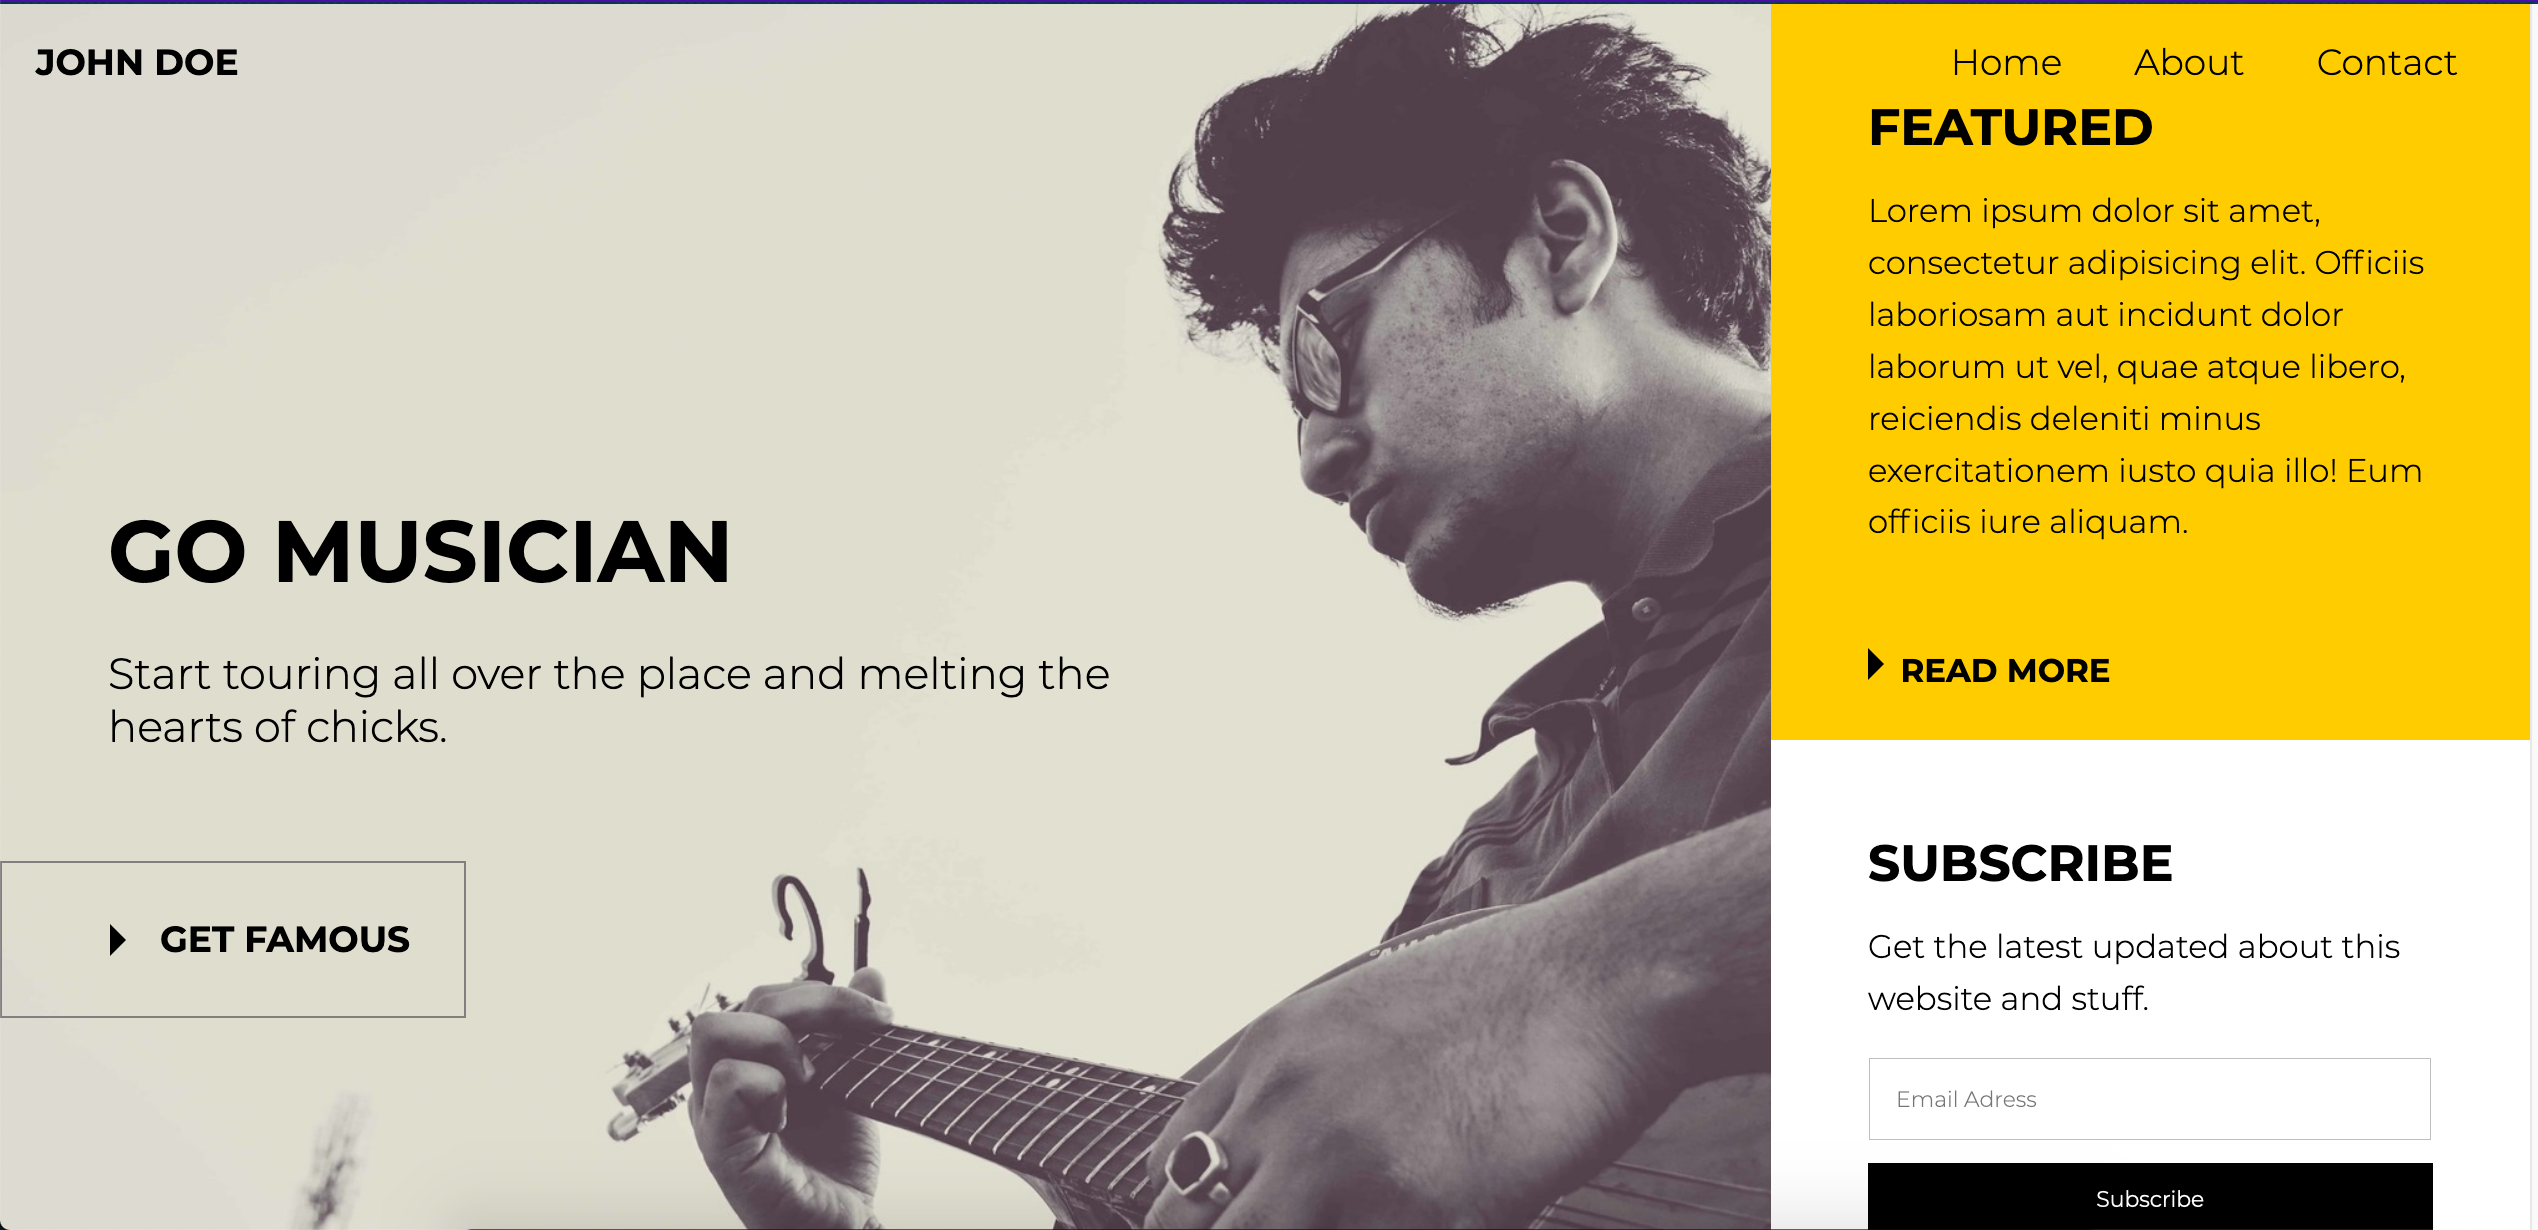 JOHN DOE
Home About Contact
GO MUSICIAN
Start touring all over the place and melting the
hearts of chicks.
GET FAMOUS
FEATURED
Lorem ipsum dolor sit amet,
consectetur adipisicing elit. Officiis
laboriosam aut incidunt dolor
laborum ut vel, quae atque libero,
reiciendis deleniti minus
exercitationem iusto quia illo! Eum
officiis iure aliquam.
READ MORE
SUBSCRIBE
Get the latest updated about this
website and stuff.
Email Adress
Subscribe